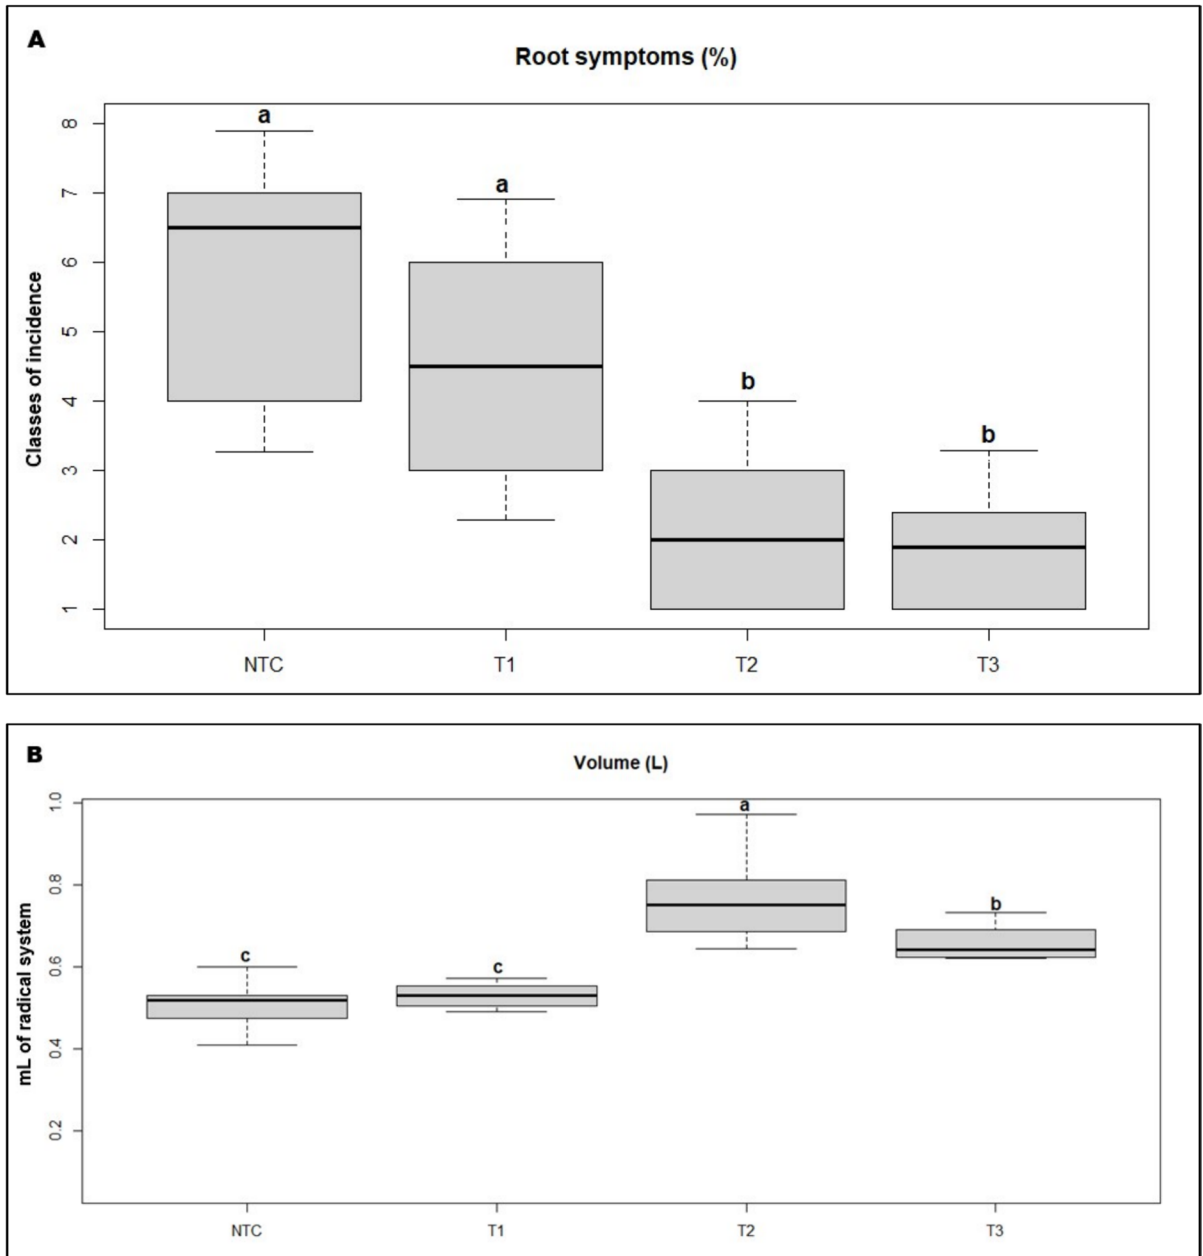 A
Root symptoms (%)
Classes of incidence
8
7
6
5
4
3
2
1
a
a
b
b
NTC T1 T2 T3
B
Volume (L)
mL of radical system
1.0
0.8
0.6
0.4
0.2
c
c
a
b
NTC T1 T2 T3